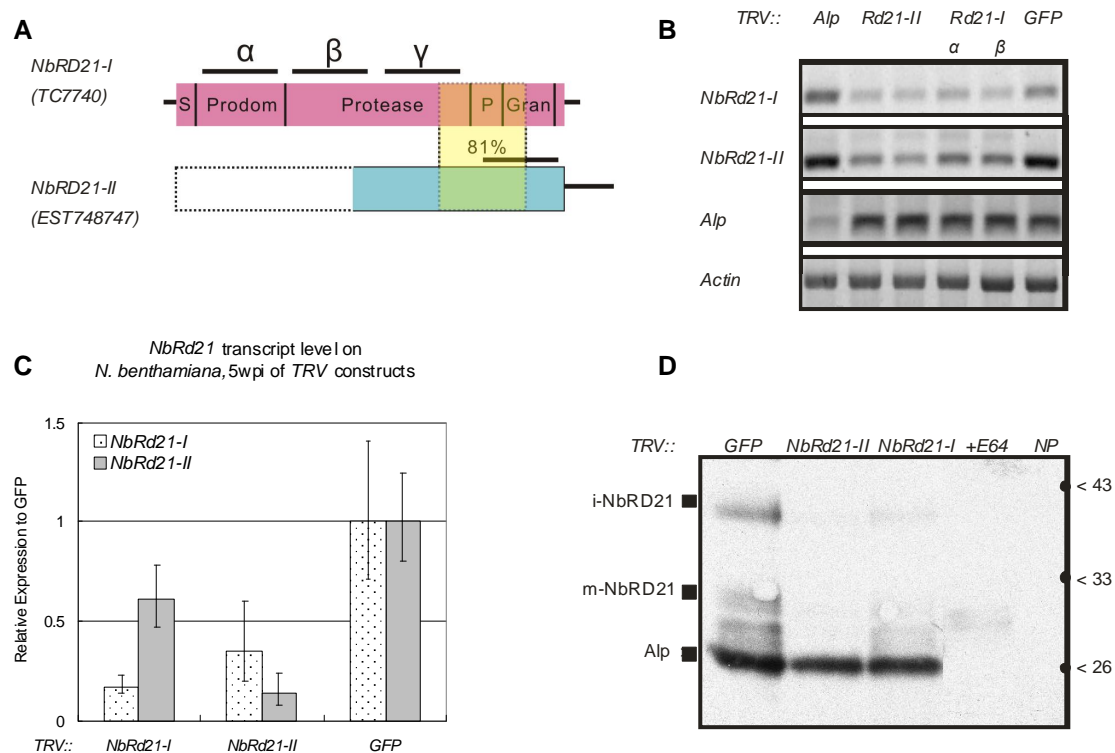 A
α β γ
NbRD21-I
(TC7740)
S Prodom Protease P Gran
81%
NbRD21-II
(EST748747)
B
TRV:: Alp Rd21-II Rd21-I GFP
α β
NbRd21-I
NbRd21-II
Alp
Actin
C
NbRd21 transcript level on
N. benthamiana, 5wpi of TRV constructs
1.5
NbRd21-I
NbRd21-II
1
0.5
0
Relative Expression to GFP
TRV:: NbRd21-I NbRd21-II GFP
D
TRV:: GFP NbRd21-II NbRd21-I +E64 NP
i-NbRD21
m-NbRD21
Alp
< 43
< 33
< 26